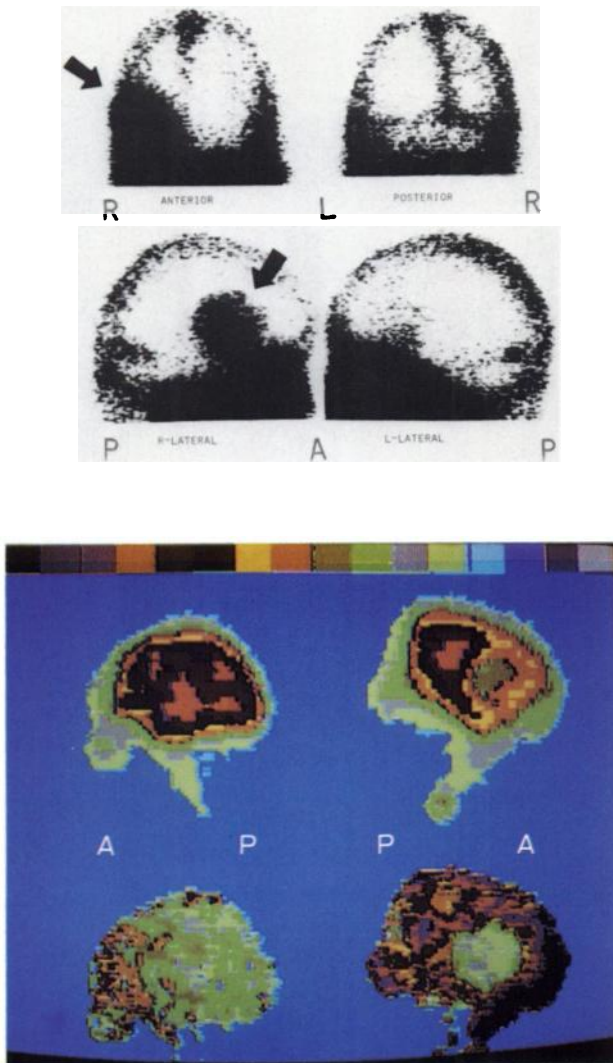 ANTERIOR
POSTERIOR
R L R
R-LATERAL
L-LATERAL
P A P
A P P A